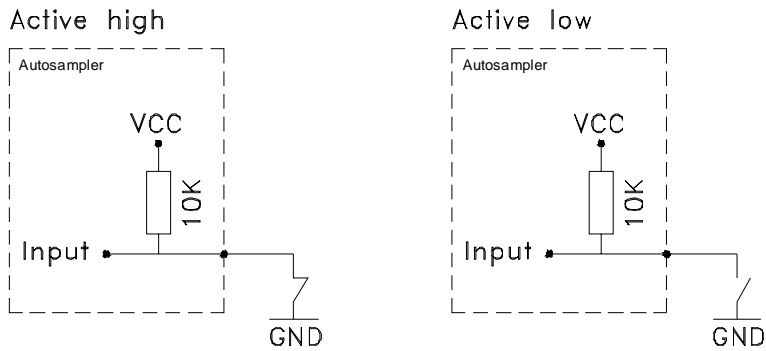 Active high
Autosampler
VCC
10K
Input
GND
Active low
Autosampler
VCC
10K
Input
GND